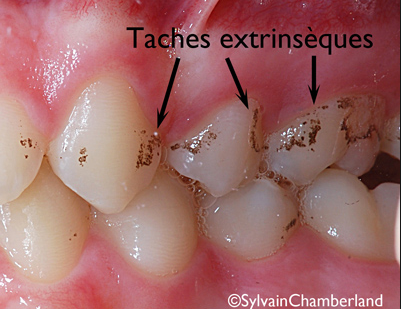 Taches extrinsèques
©SylvainChamberland